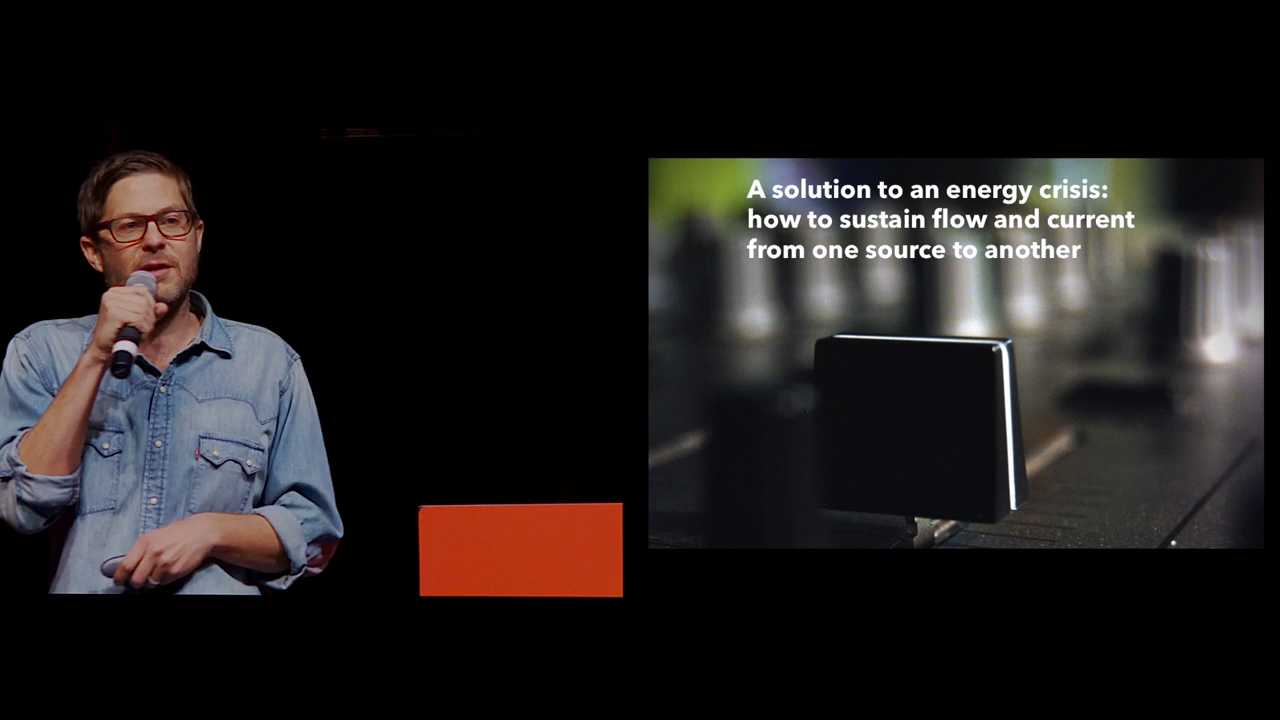 A solution to an energy crisis:
how to sustain flow and current
from one source to another